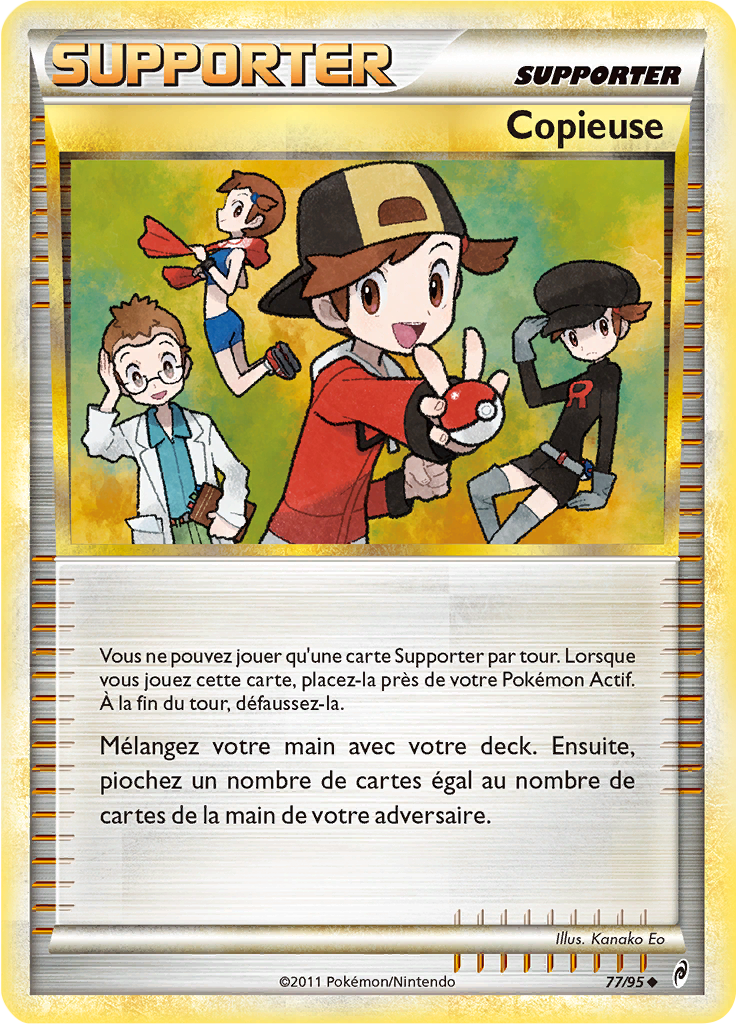 SUPPORTER
SUPPORTER
Copieuse
R
Vous ne pouvez jouer qu'une carte Supporter par tour. Lorsque
vous jouez cette carte, placez-la près de votre Pokémon Actif.
À la fin du tour, défaussez-la.
Mélangez votre main avec votre deck. Ensuite,
piochez un nombre de cartes égal au nombre de
cartes de la main de votre adversaire.
Illus. Kanako Eo
©2011 Pokémon/Nintendo
77/95 ◆